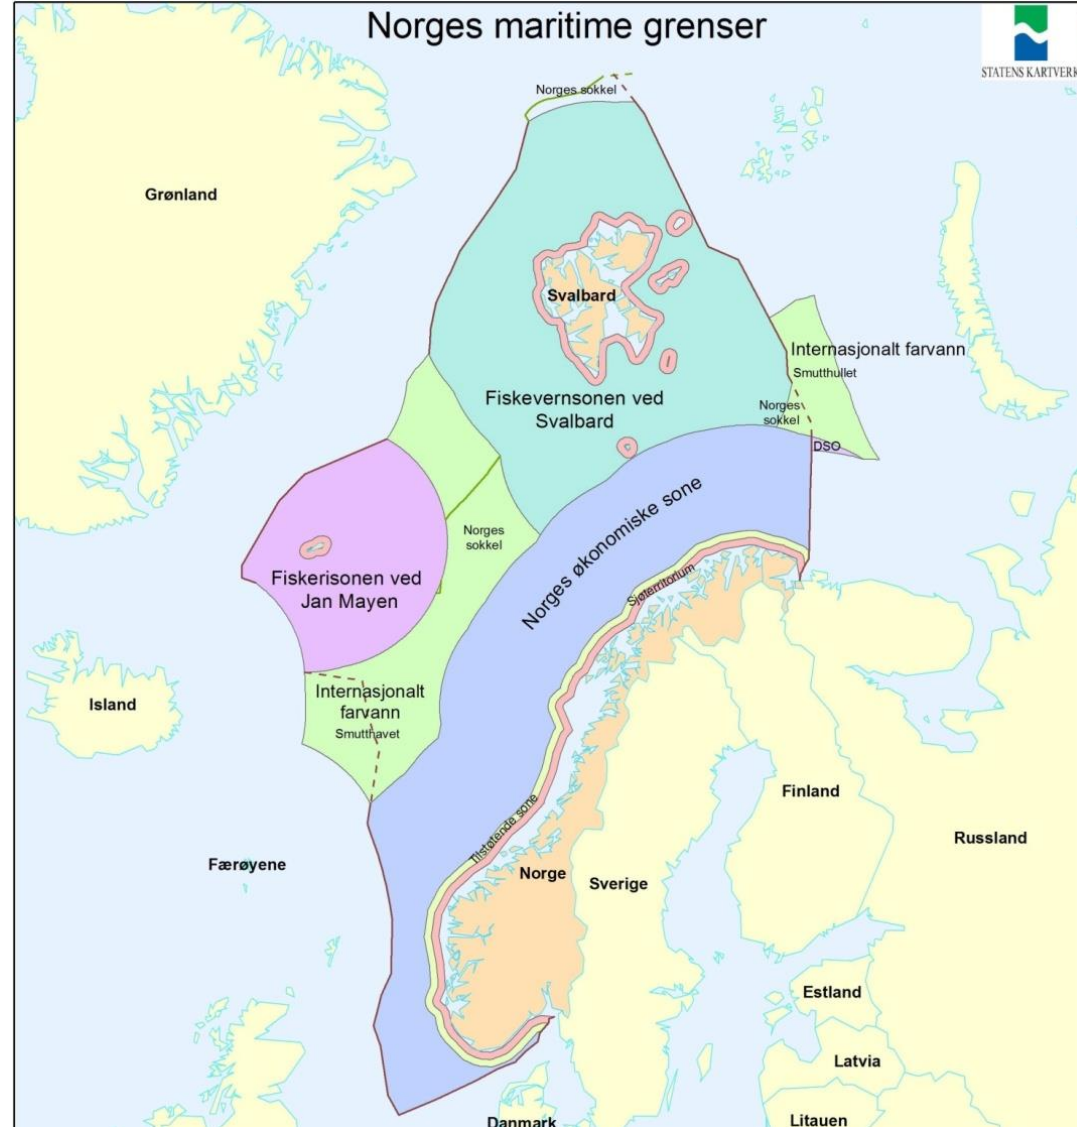 Norges maritime grenser
STATENS KARTVERK
Norges sokkel
Grønland
Svalbard
Internasjonalt farvann
Smutthullet
Fiskevernsonen ved
Svalbard
Norges
sokkel
DSO
Norges økonomiske sone
Norges
sokkel
Fiskerisonen ved
Jan Mayen
Sjøterritorium
Internasjonalt
farvann
Smutthavet
Island
Finland
Tilstøtende sone
Russland
Færøyene
Norge
Sverige
Estland
Latvia
Danmark
Litauen